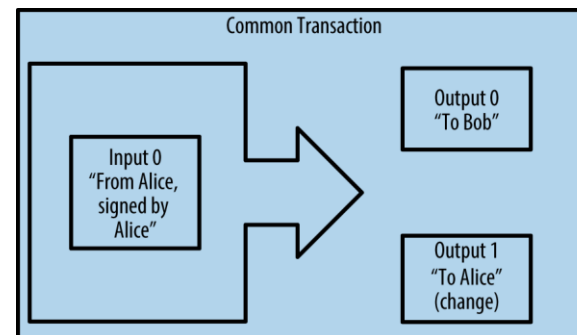 Common Transaction
Input 0
“From Alice,
signed by
Alice”
Output 0
“To Bob”
Output 1
“To Alice”
(change)